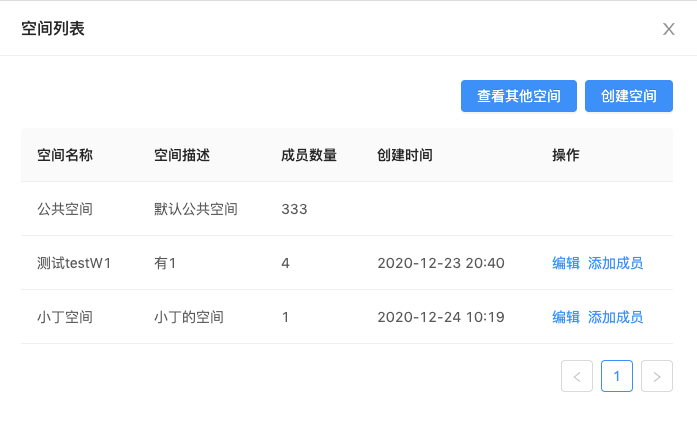 空间列表
查看其他空间 创建空间
空间名称 空间描述 成员数量 创建时间 操作
公共空间 默认公共空间 333
测试testW1 有1 4 2020-12-23 20:40 编辑 添加成员
小丁空间 小丁的空间 1 2020-12-24 10:19 编辑 添加成员
< 1 >